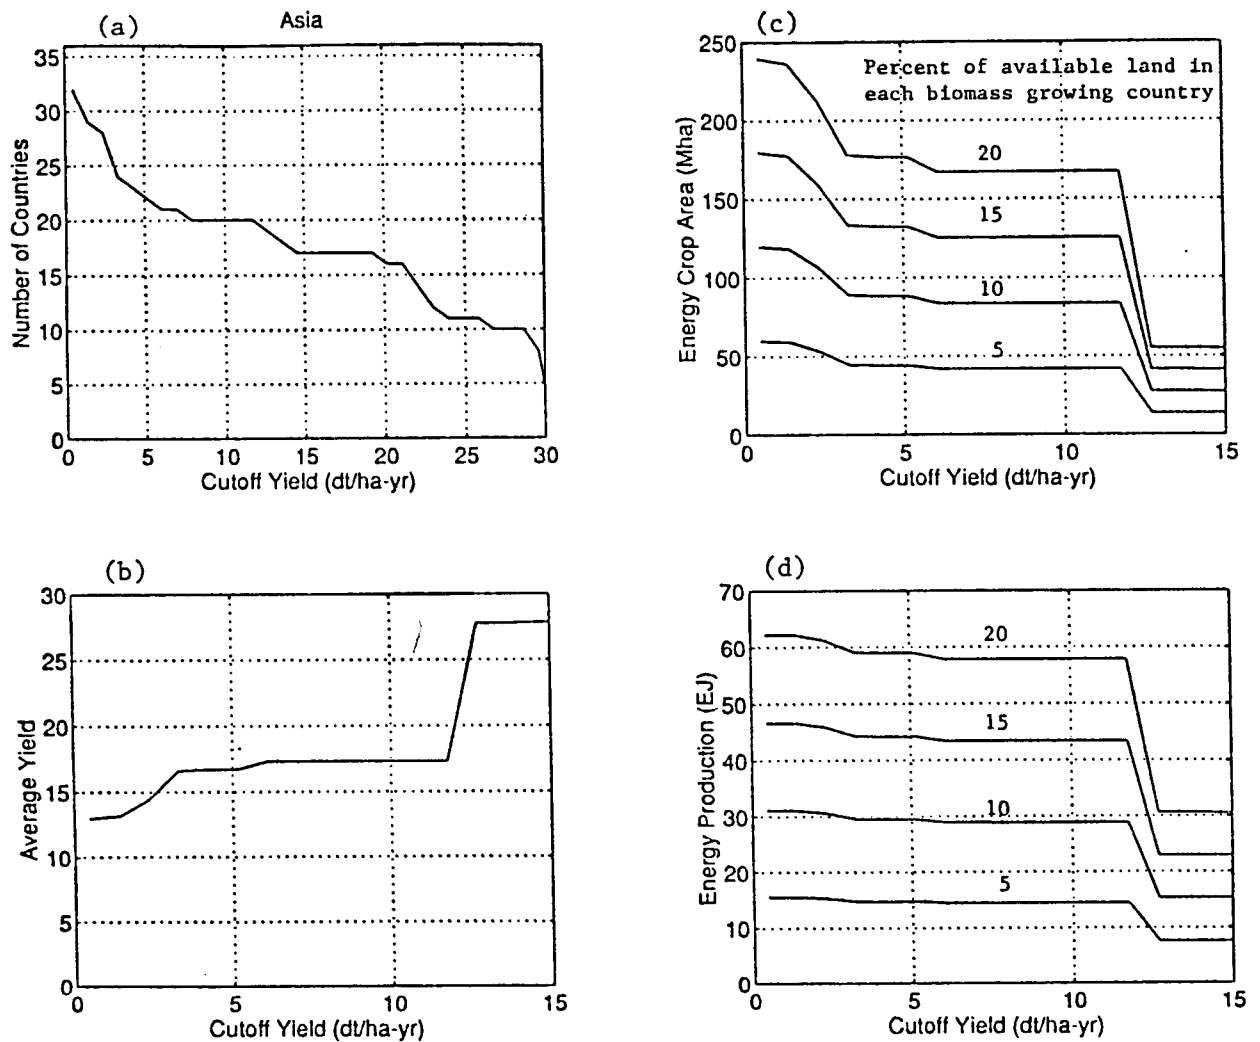 (a)
Asia
35
30
25
20
15
10
5
0
Number of Countries
0 5 10 15 20 25 30
Cutoff Yield (dt/ha-yr)
(c)
250
200
150
100
50
0
Energy Crop Area (Mha)
Percent of available land in
each biomass growing country
20
15
10
5
0 5 10 15
Cutoff Yield (dt/ha-yr)
(b)
30
25
20
15
10
5
0
Average Yield
0 5 10 15
Cutoff Yield (dt/ha-yr)
(d)
70
60
50
40
30
20
10
0
Energy Production (EJ)
20
15
10
5
0 5 10 15
Cutoff Yield (dt/ha-yr)